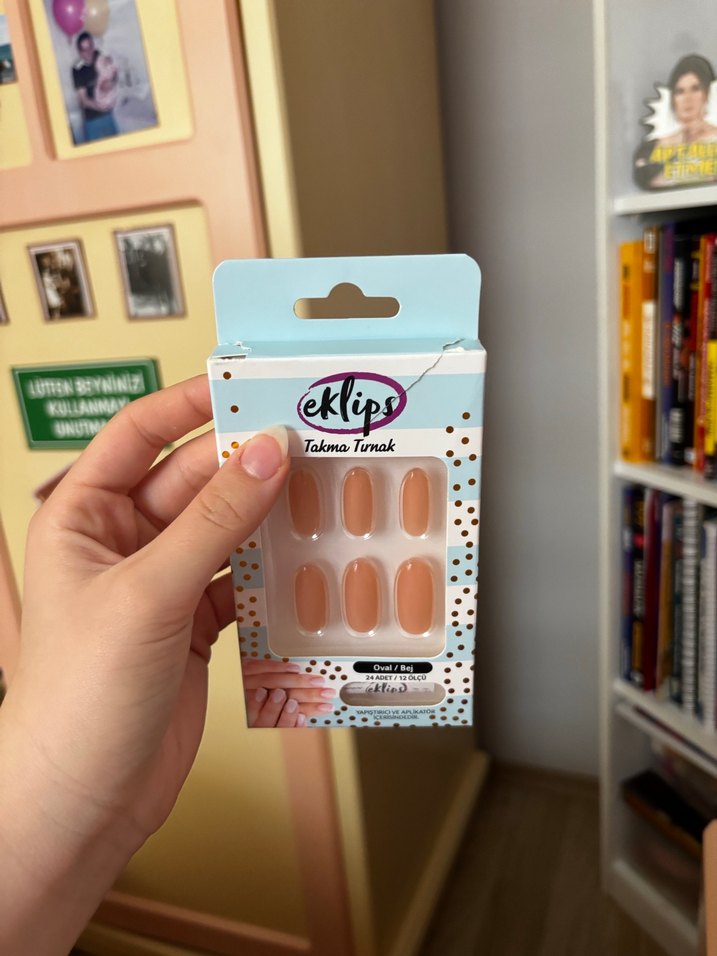 LÜTFEN BEYNİNİZİ
KULLANMAYI
eklips
Takma Tırnak
Oval / Bej
24 ADET / 12 ÖLÇÜ
eklips
YAPIŞTIRICI VE APLİKATÖR
İÇERİSİNDEDİR.